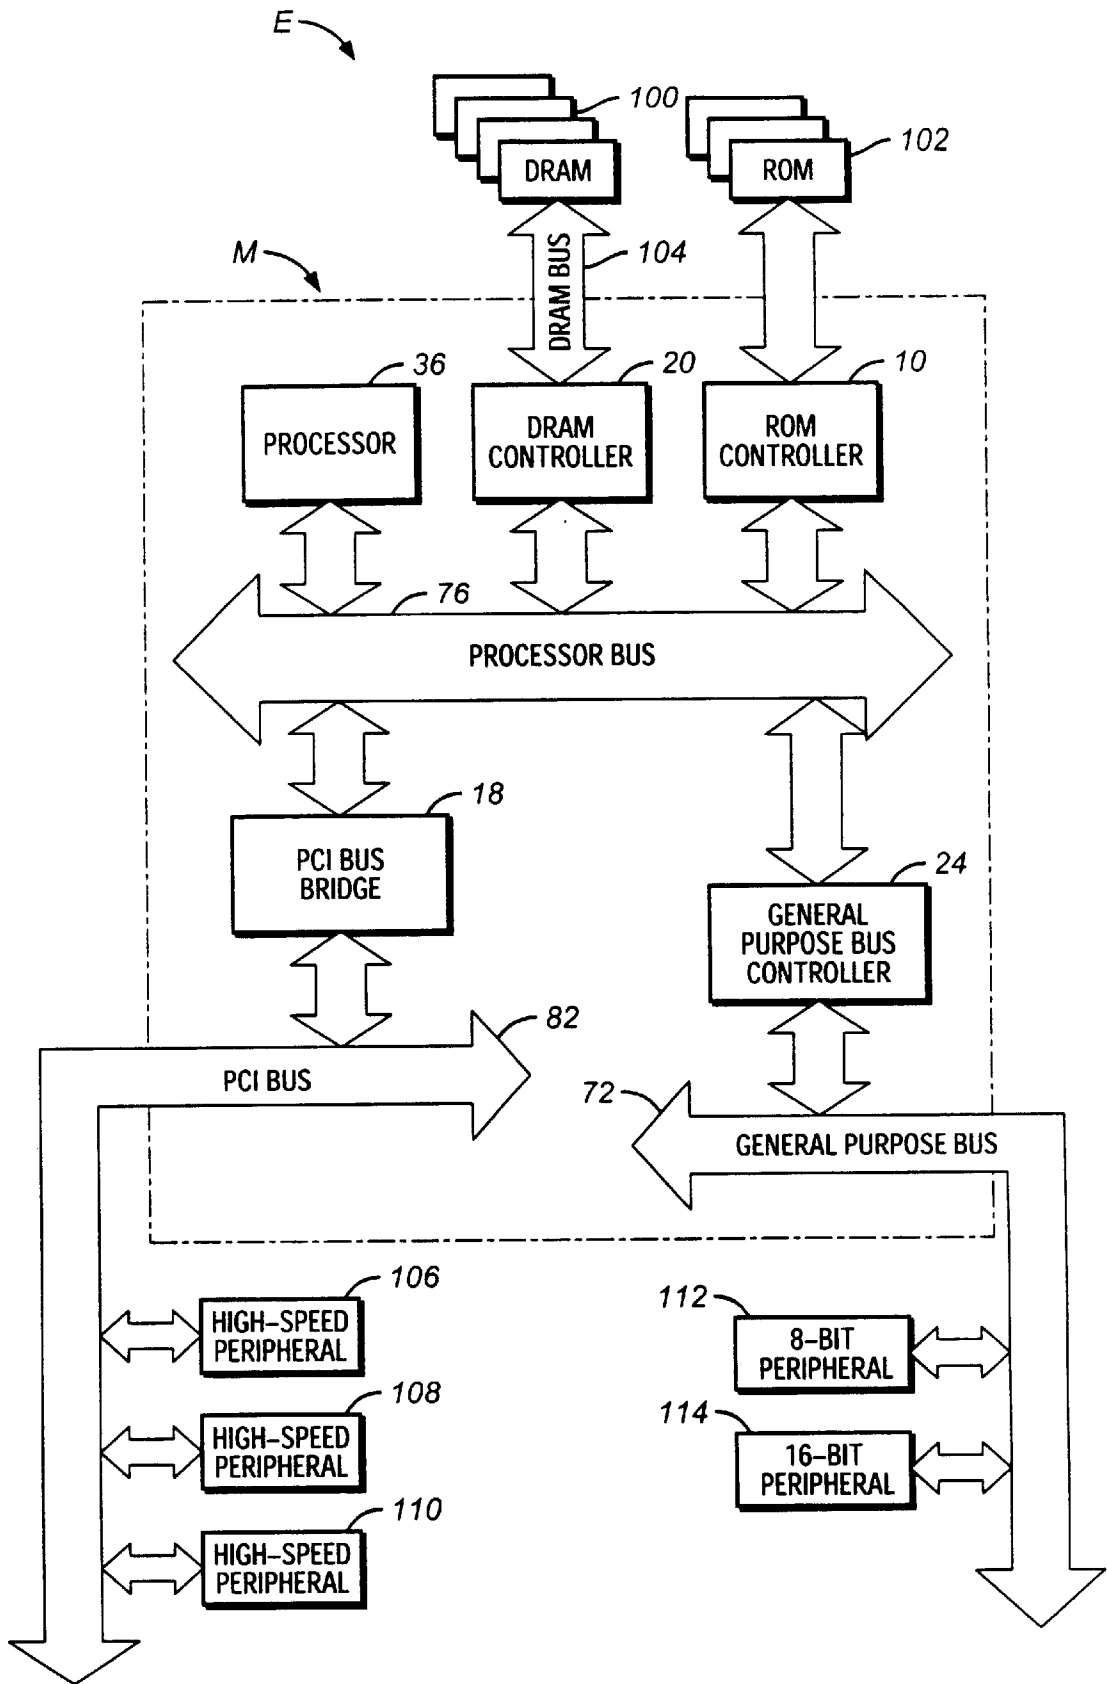 E
100
102
DRAM
ROM
M
DRAM BUS
104
36
20
10
PROCESSOR
DRAM
CONTROLLER
ROM
CONTROLLER
76
PROCESSOR BUS
18
PCI BUS
BRIDGE
24
GENERAL
PURPOSE BUS
CONTROLLER
82
PCI BUS
72
GENERAL PURPOSE BUS
106
HIGH-SPEED
PERIPHERAL
112
8-BIT
PERIPHERAL
108
HIGH-SPEED
PERIPHERAL
114
16-BIT
PERIPHERAL
110
HIGH-SPEED
PERIPHERAL